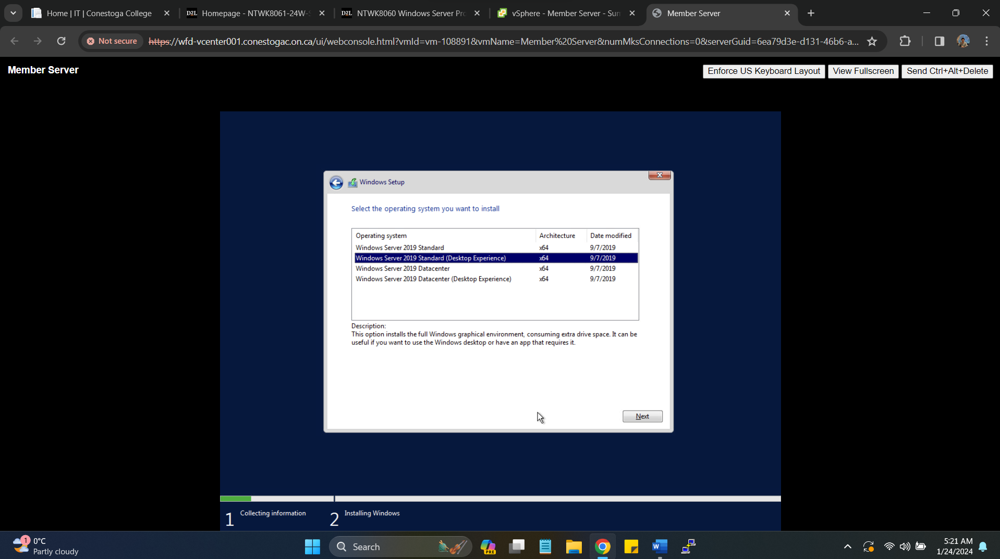 Home | IT | Conestoga College
D2L Homepage - NTWK8061-24W-S
D2L NTWK8060 Windows Server Pro
vSphere - Member Server - Sum
Member Server
Not secure https://wfd-vcenter001.conestogac.on.ca/ui/webconsole.html?vmId=vm-108891&vmName=Member%20Server&numMksConnections=0&serverGuid=6ea79d3e-d131-46b6-a...
Member Server
Enforce US Keyboard Layout
View Fullscreen
Send Ctrl+Alt+Delete
Windows Setup
Select the operating system you want to install
Operating system Architecture Date modified
Windows Server 2019 Standard x64 9/7/2019
Windows Server 2019 Standard (Desktop Experience) x64 9/7/2019
Windows Server 2019 Datacenter x64 9/7/2019
Windows Server 2019 Datacenter (Desktop Experience) x64 9/7/2019
Description:
This option installs the full Windows graphical environment, consuming extra drive space. It can be
useful if you want to use the Windows desktop or have an app that requires it.
Next
1 Collecting information
2 Installing Windows
1
0°C
Partly cloudy
Search
PRE
W
5:21 AM
1/24/2024